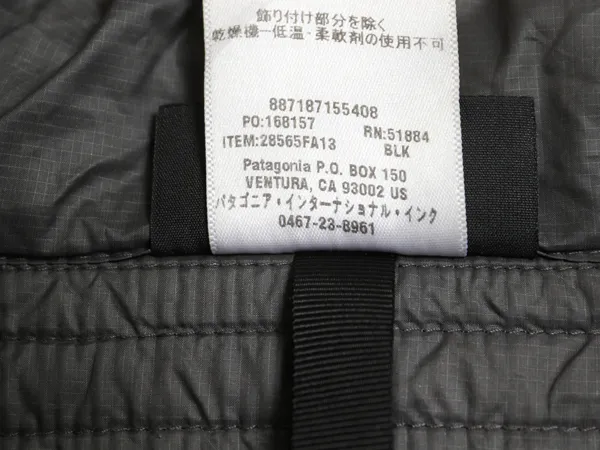 飾り付け部分を除く
乾燥機ー低温・柔軟剤の使用不可
887187155408
PO:168157 RN:51884
ITEM:28565FA13 BLK
Patagonia P.O. BOX 150
VENTURA, CA 93002 US
パタゴニア・インターナショナル・インク
0467-23-8961